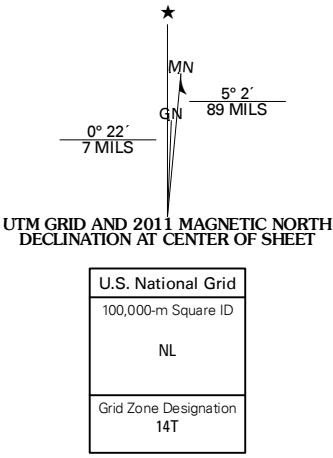 ★
MN
5° 2´
89 MILS
GN
0° 22´
7 MILS
UTM GRID AND 2011 MAGNETIC NORTH
DECLINATION AT CENTER OF SHEET
U.S. National Grid
100,000-m Square ID
NL
Grid Zone Designation
14T